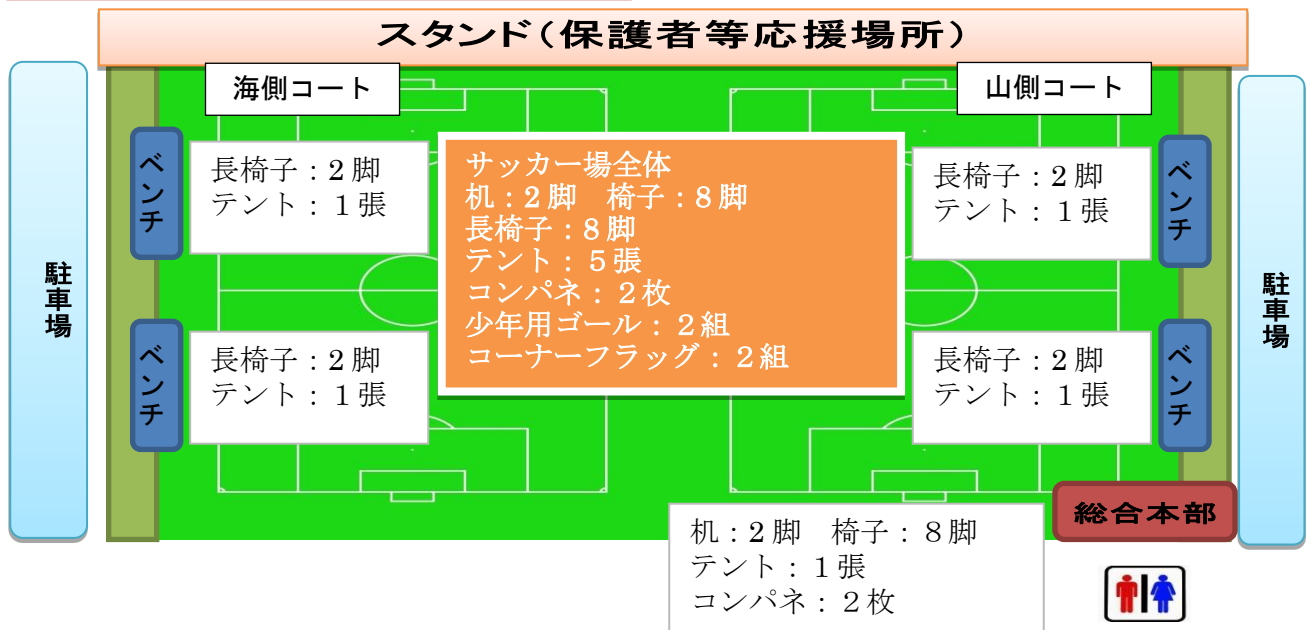 スタンド（保護者等応援場所）
海側コート
山側コート
駐車場
ベンチ
長椅子：２脚
テント：１張
ベンチ
長椅子：２脚
テント：１張
サッカー場全体
机：２脚　椅子：８脚
長椅子：８脚
テント：５張
コンパネ：２枚
少年用ゴール：２組
コーナーフラッグ：２組
長椅子：２脚
テント：１張
ベンチ
長椅子：２脚
テント：１張
ベンチ
駐車場
総合本部
机：２脚　椅子：８脚
テント：１張
コンパネ：２枚